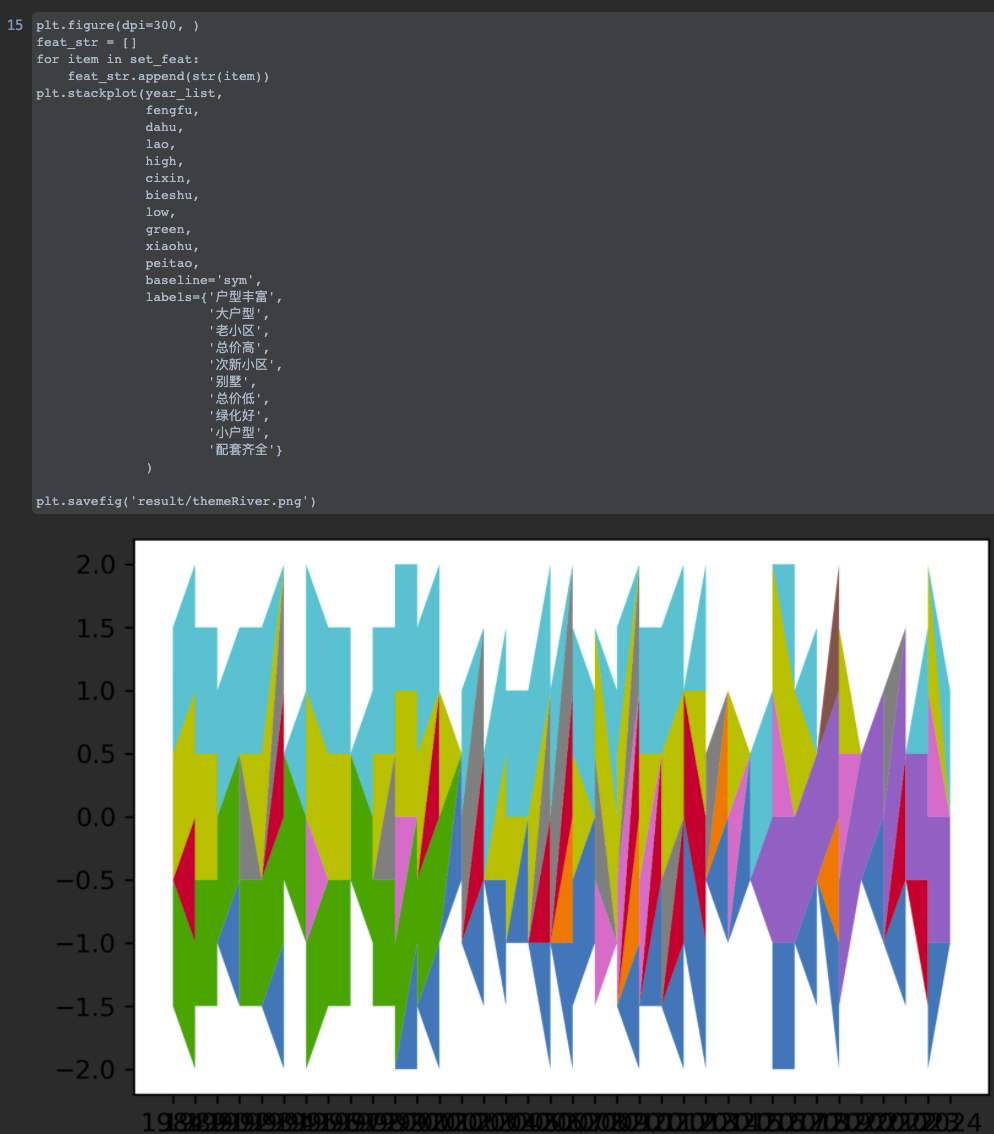 15
plt.figure(dpi=300, )
feat_str = []
for item in set_feat:
    feat_str.append(str(item))
plt.stackplot(year_list,
              fengfu,
              dahu,
              lao,
              high,
              cixin,
              bieshu,
              low,
              green,
              xiaohu,
              peitao,
              baseline='sym',
              labels={'户型丰富',
                      '大户型',
                      '老小区',
                      '总价高',
                      '次新小区',
                      '别墅',
                      '总价低',
                      '绿化好',
                      '小户型',
                      '配套齐全'}
              )
plt.savefig('result/themeRiver.png')
2.0
1.5
1.0
0.5
0.0
−0.5
−1.0
−1.5
−2.0